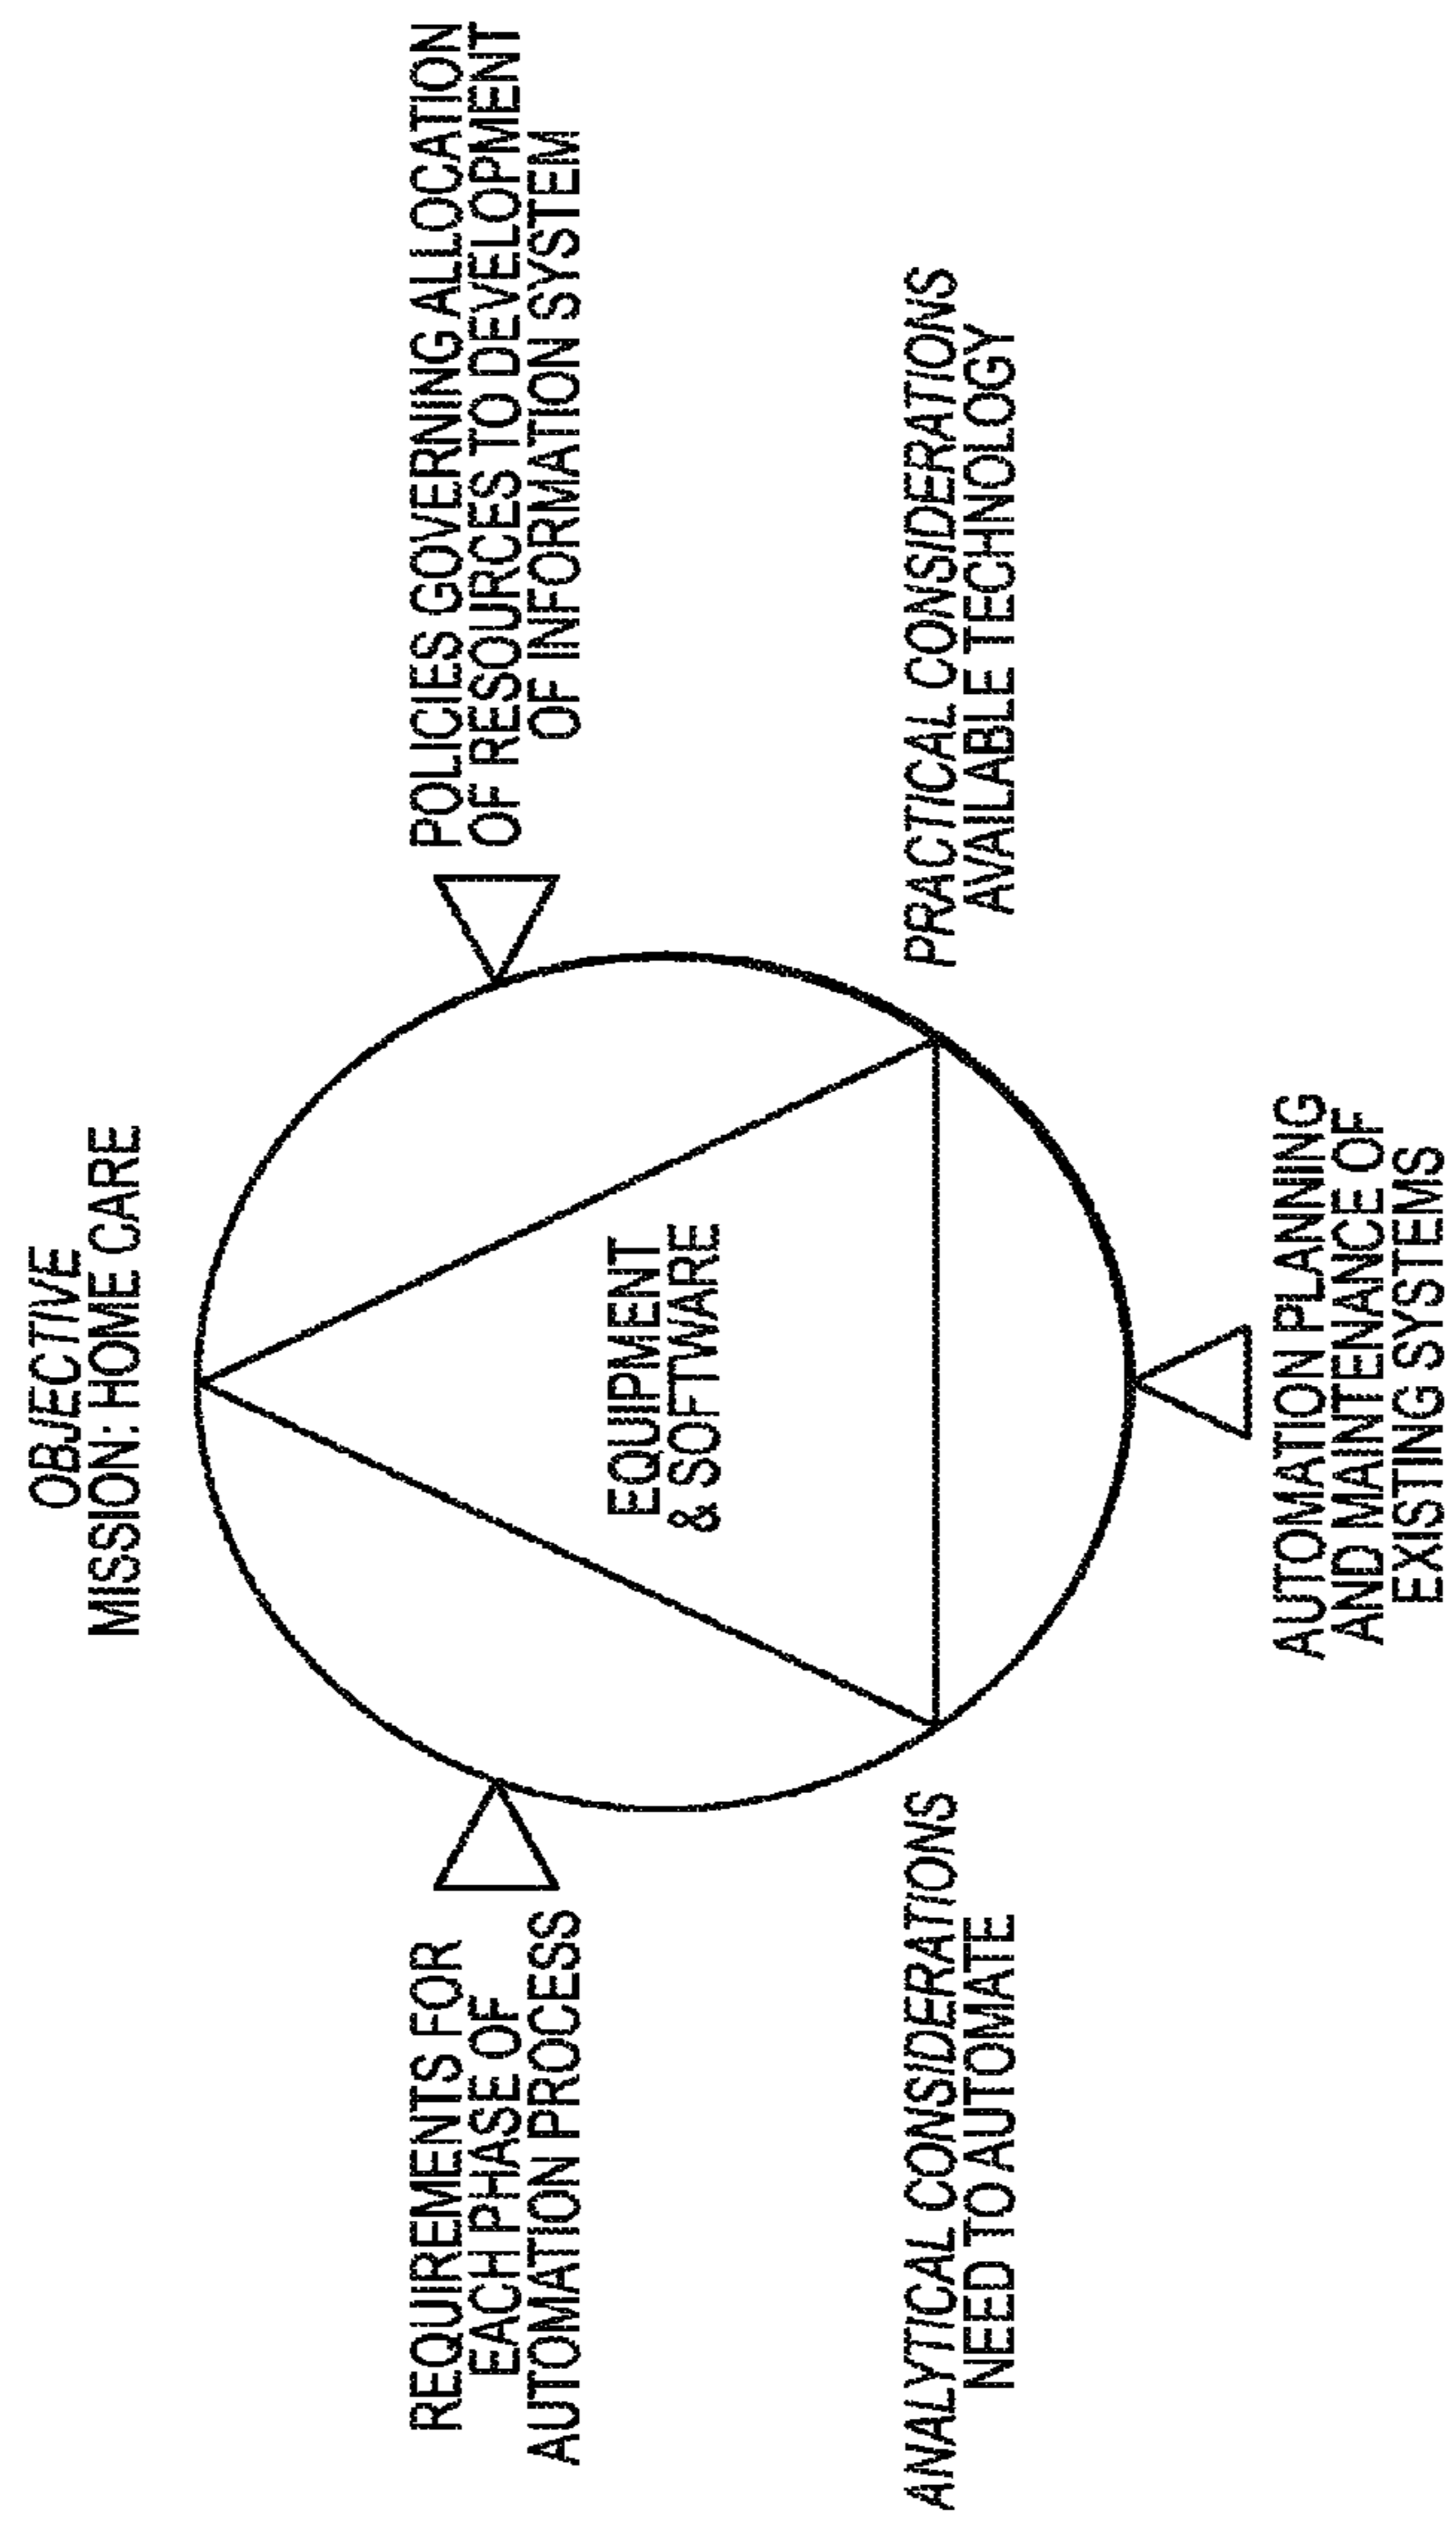 OBJECTIVE
MISSION: HOME CARE
REQUIREMENTS FOR
EACH PHASE OF
AUTOMATION PROCESS
POLICIES GOVERNING ALLOCATION
OF RESOURCES TO DEVELOPMENT
OF INFORMATION SYSTEM
EQUIPMENT
& SOFTWARE
ANALYTICAL CONSIDERATIONS
NEED TO AUTOMATE
PRACTICAL CONSIDERATIONS
AVAILABLE TECHNOLOGY
AUTOMATION PLANNING
AND MAINTENANCE OF
EXISTING SYSTEMS